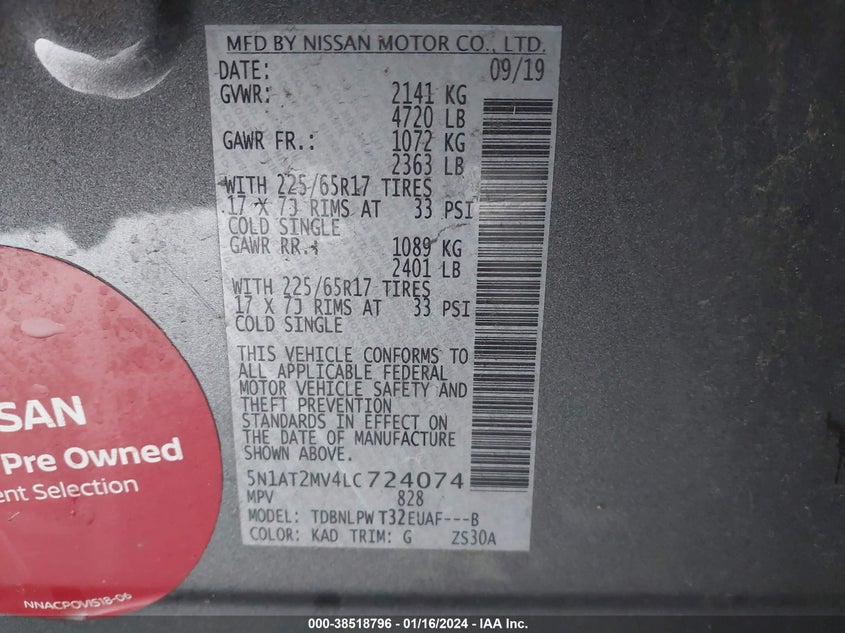 MFD BY NISSAN MOTOR CO., LTD.
DATE: 09/19
GVWR: 2141 KG
4720 LB
GAWR FR.: 1072 KG
2363 LB
WITH 225/65R17 TIRES
17 X 7J RIMS AT 33 PSI
COLD SINGLE
GAWR RR.: 1089 KG
2401 LB
WITH 225/65R17 TIRES
17 X 7J RIMS AT 33 PSI
COLD SINGLE
THIS VEHICLE CONFORMS TO
ALL APPLICABLE FEDERAL
MOTOR VEHICLE SAFETY AND
THEFT PREVENTION
STANDARDS IN EFFECT ON
THE DATE OF MANUFACTURE
SHOWN ABOVE.
5N1AT2MV4LC724074
MPV 828
MODEL: TDBNLPW T32EUAF---B
COLOR: KAD TRIM: G ZS30A
SSAN
Pre Owned
ent Selection
NNACPOVIS18-06
000-38518796 - 01/16/2024 - IAA Inc.